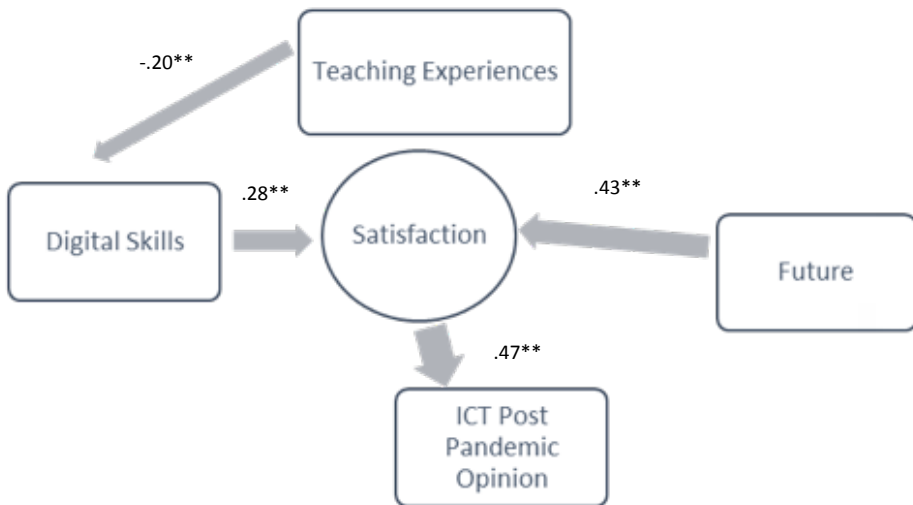 -.20**
Teaching Experiences
.28**
.43**
Digital Skills
Satisfaction
Future
.47**
ICT Post
Pandemic
Opinion